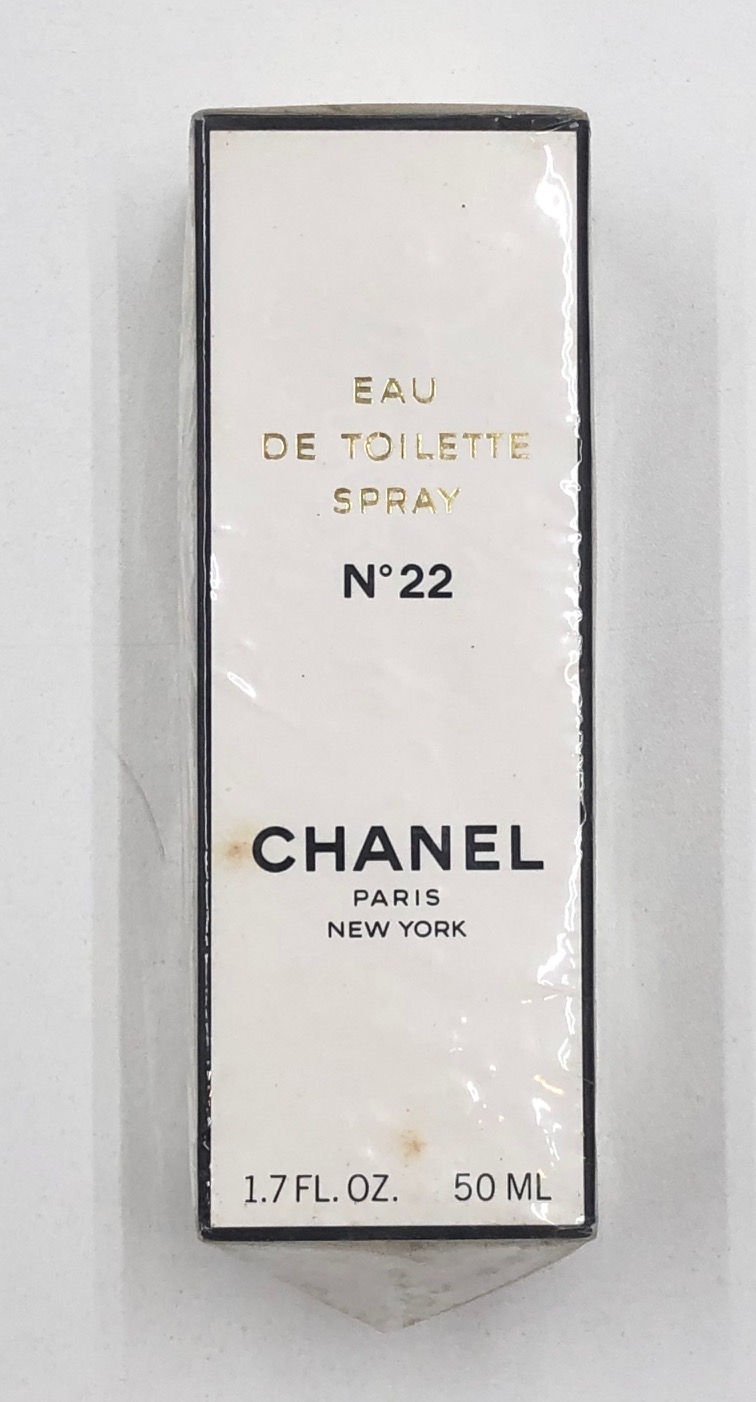 EAU
DE TOILETTE
SPRAY
N° 22
CHANEL
PARIS
NEW YORK
1.7 FL. OZ. 50 ML